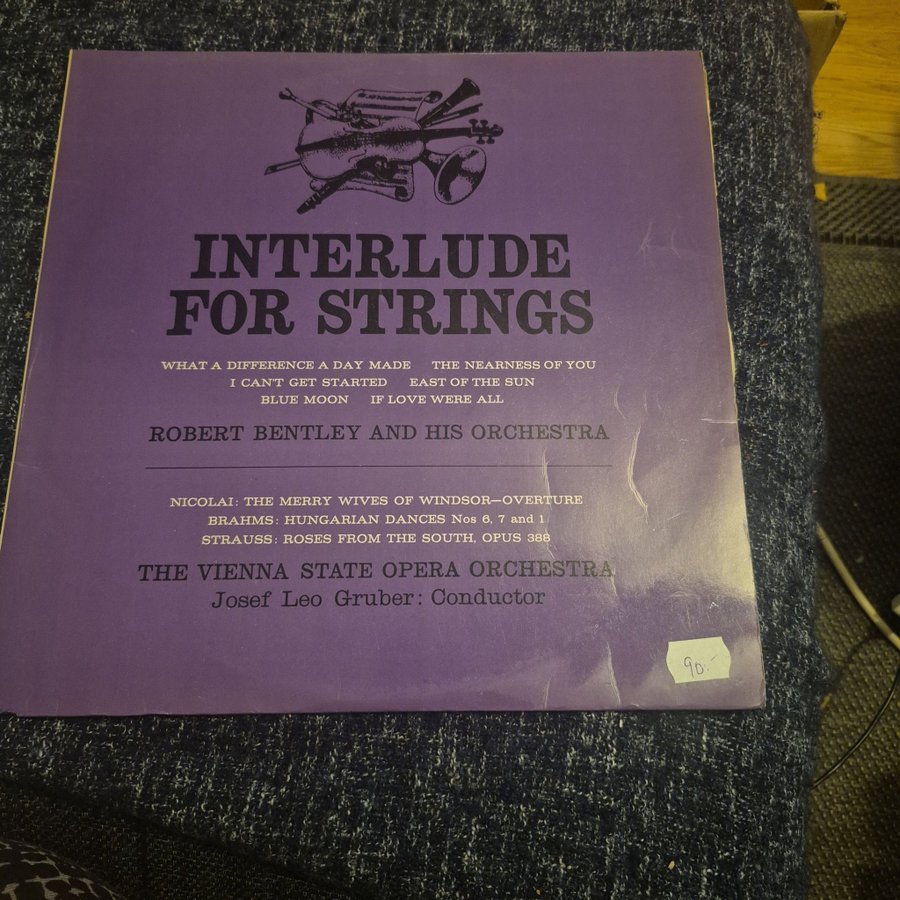 INTERLUDE
FOR STRINGS
WHAT A DIFFERENCE A DAY MADE THE NEARNESS OF YOU
I CAN'T GET STARTED EAST OF THE SUN
BLUE MOON IF LOVE WERE ALL
ROBERT BENTLEY AND HIS ORCHESTRA
NICOLAI: THE MERRY WIVES OF WINDSOR—OVERTURE
BRAHMS: HUNGARIAN DANCES Nos 6, 7 and 1
STRAUSS: ROSES FROM THE SOUTH, OPUS 388
THE VIENNA STATE OPERA ORCHESTRA
Josef Leo Gruber: Conductor
90.-